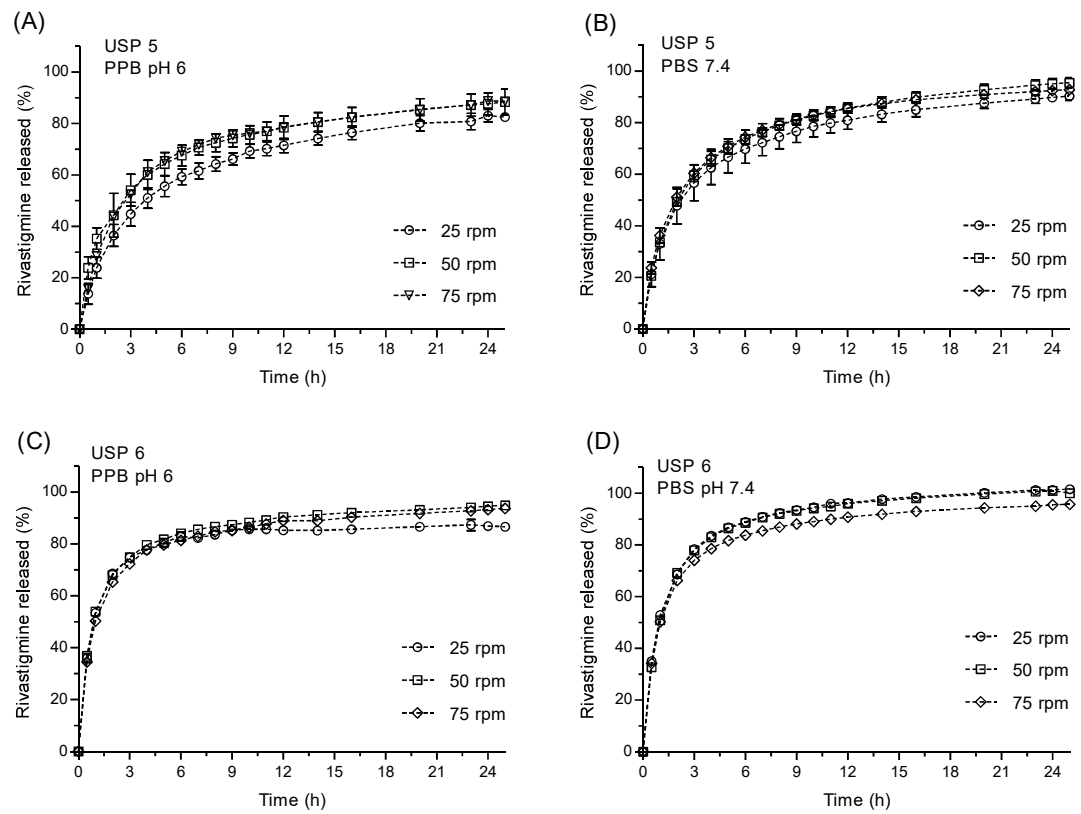 (A)
USP 5
PPB pH 6
Rivastigmine released (%)
100
80
60
40
20
0
25 rpm
50 rpm
75 rpm
0 3 6 9 12 15 18 21 24
Time (h)
(B)
USP 5
PBS 7.4
Rivastigmine released (%)
100
80
60
40
20
0
25 rpm
50 rpm
75 rpm
0 3 6 9 12 15 18 21 24
Time (h)
(C)
USP 6
PPB pH 6
Rivastigmine released (%)
100
80
60
40
20
0
25 rpm
50 rpm
75 rpm
0 3 6 9 12 15 18 21 24
Time (h)
(D)
USP 6
PBS pH 7.4
Rivastigmine released (%)
100
80
60
40
20
0
25 rpm
50 rpm
75 rpm
0 3 6 9 12 15 18 21 24
Time (h)